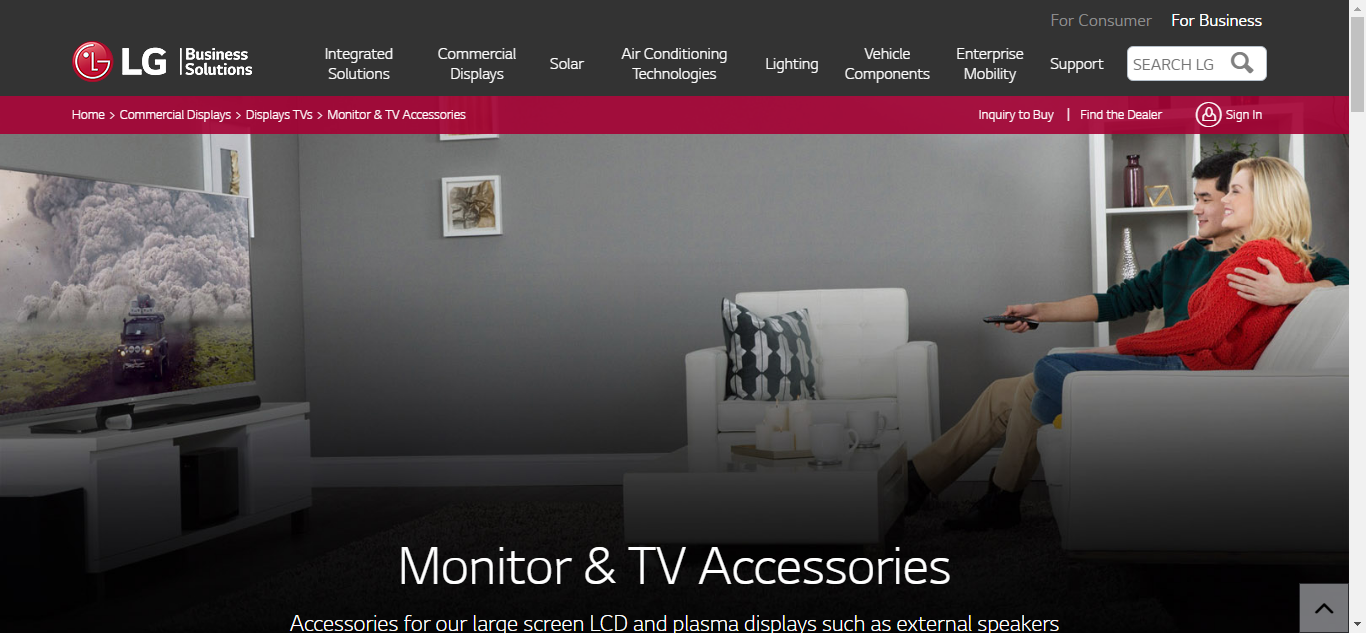 For Consumer For Business
LG Business Solutions
Integrated Solutions
Commercial Displays
Solar
Air Conditioning Technologies
Lighting
Vehicle Components
Enterprise Mobility
Support
SEARCH LG
Home > Commercial Displays > Displays TVs > Monitor & TV Accessories
Inquiry to Buy | Find the Dealer
Sign In
Monitor & TV Accessories
Accessories for our large screen LCD and plasma displays such as external speakers